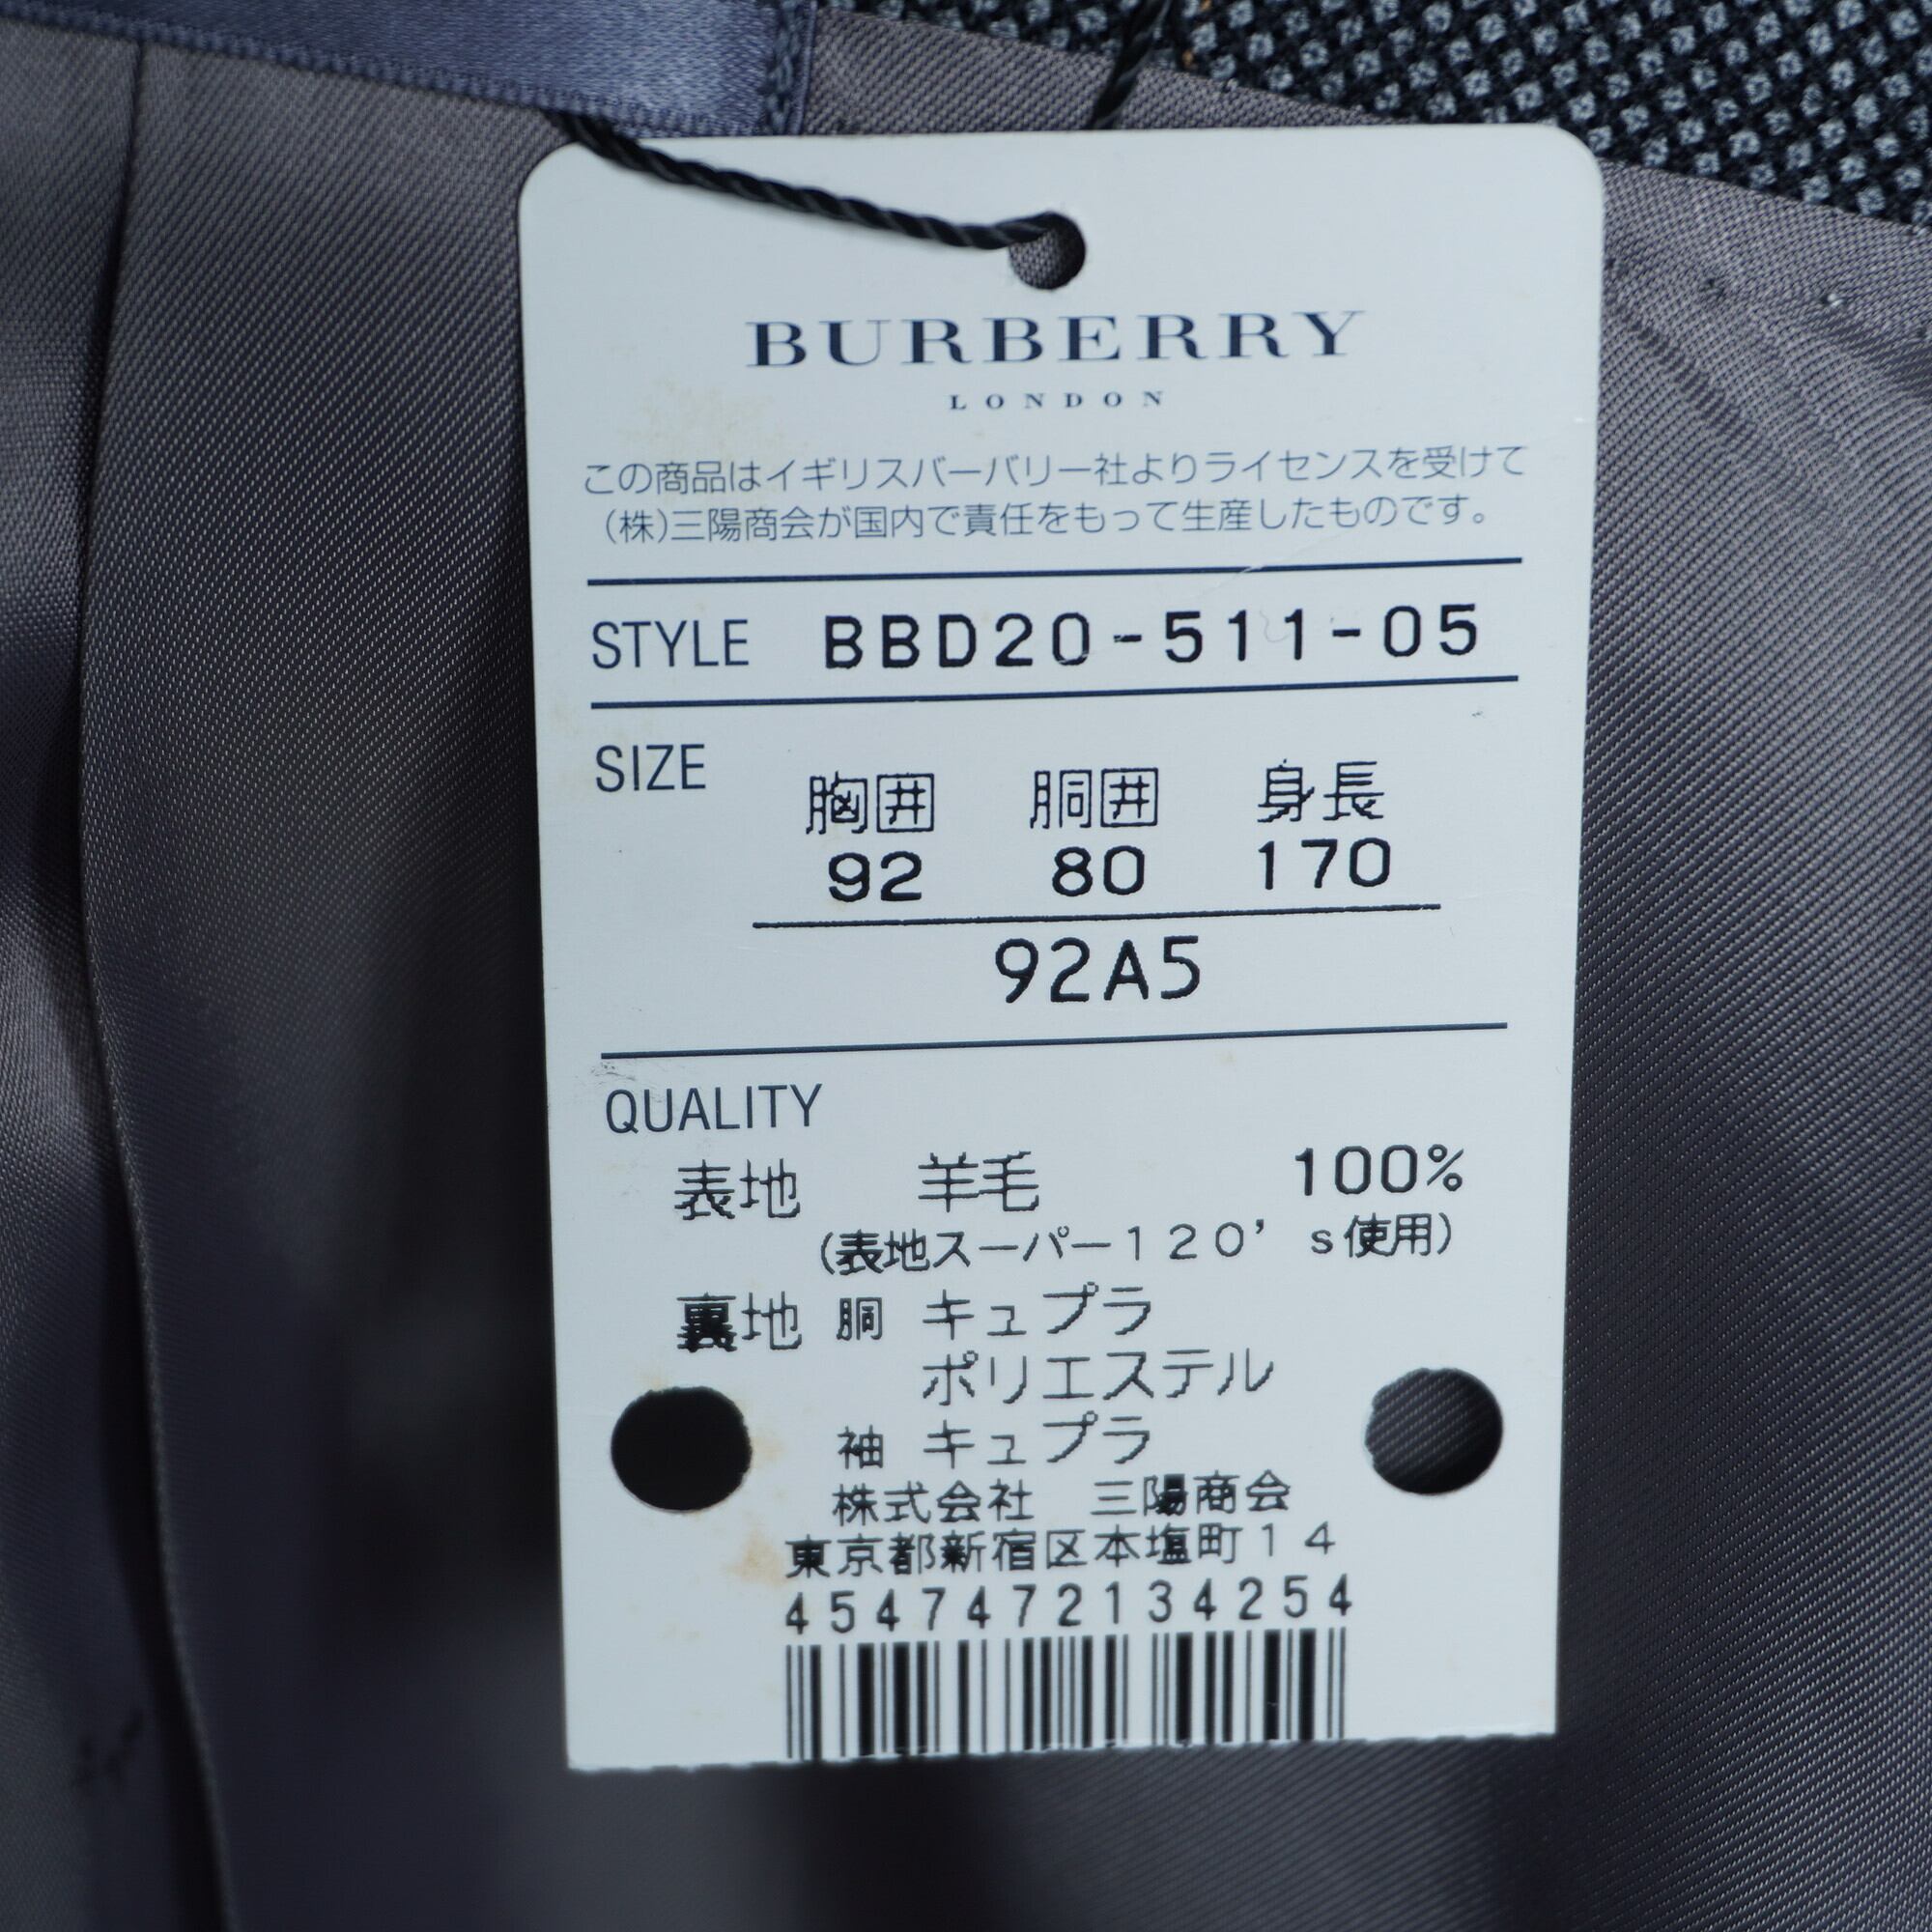 BURBERRY
LONDON
この商品はイギリスバーバリー社よりライセンスを受けて
(株)三陽商会が国内で責任をもって生産したものです。
STYLE BBD20-511-05
SIZE
胸囲 胴囲 身長
92 80 170
92A5
QUALITY
表地 羊毛 100%
(表地スーパー120’s使用)
裏地 胴 キュプラ
ポリエステル
袖 キュプラ
株式会社 三陽商会
東京都新宿区本塩町14
4547472134254